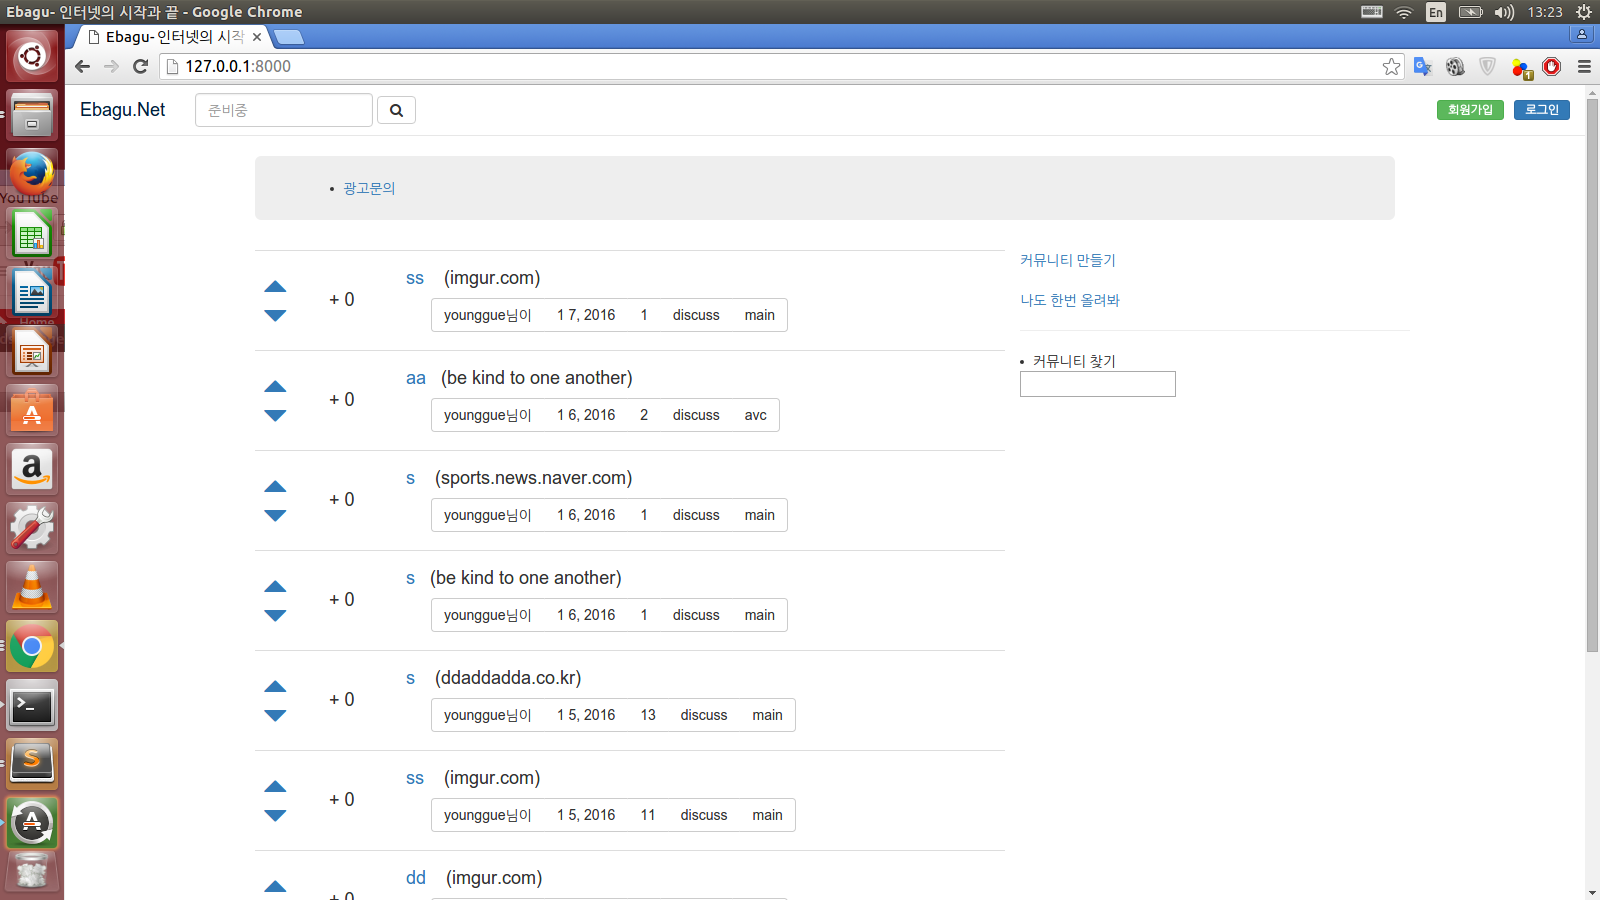 Ebagu- 인터넷의 시작과 끝 - Google Chrome
En
13:23
Ebagu- 인터넷의 시작
127.0.0.1:8000
1
Ebagu.Net
준비중
회원가입
로그인
광고문의
YouTube
Home
커뮤니티 만들기
나도 한번 올려봐
커뮤니티 찾기
ss (imgur.com)
+ 0
younggue님이 1 7, 2016 1 discuss main
aa (be kind to one another)
+ 0
younggue님이 1 6, 2016 2 discuss avc
s (sports.news.naver.com)
+ 0
younggue님이 1 6, 2016 1 discuss main
s (be kind to one another)
+ 0
younggue님이 1 6, 2016 1 discuss main
s (ddaddadda.co.kr)
+ 0
younggue님이 1 5, 2016 13 discuss main
ss (imgur.com)
+ 0
younggue님이 1 5, 2016 11 discuss main
dd (imgur.com)
+ 0